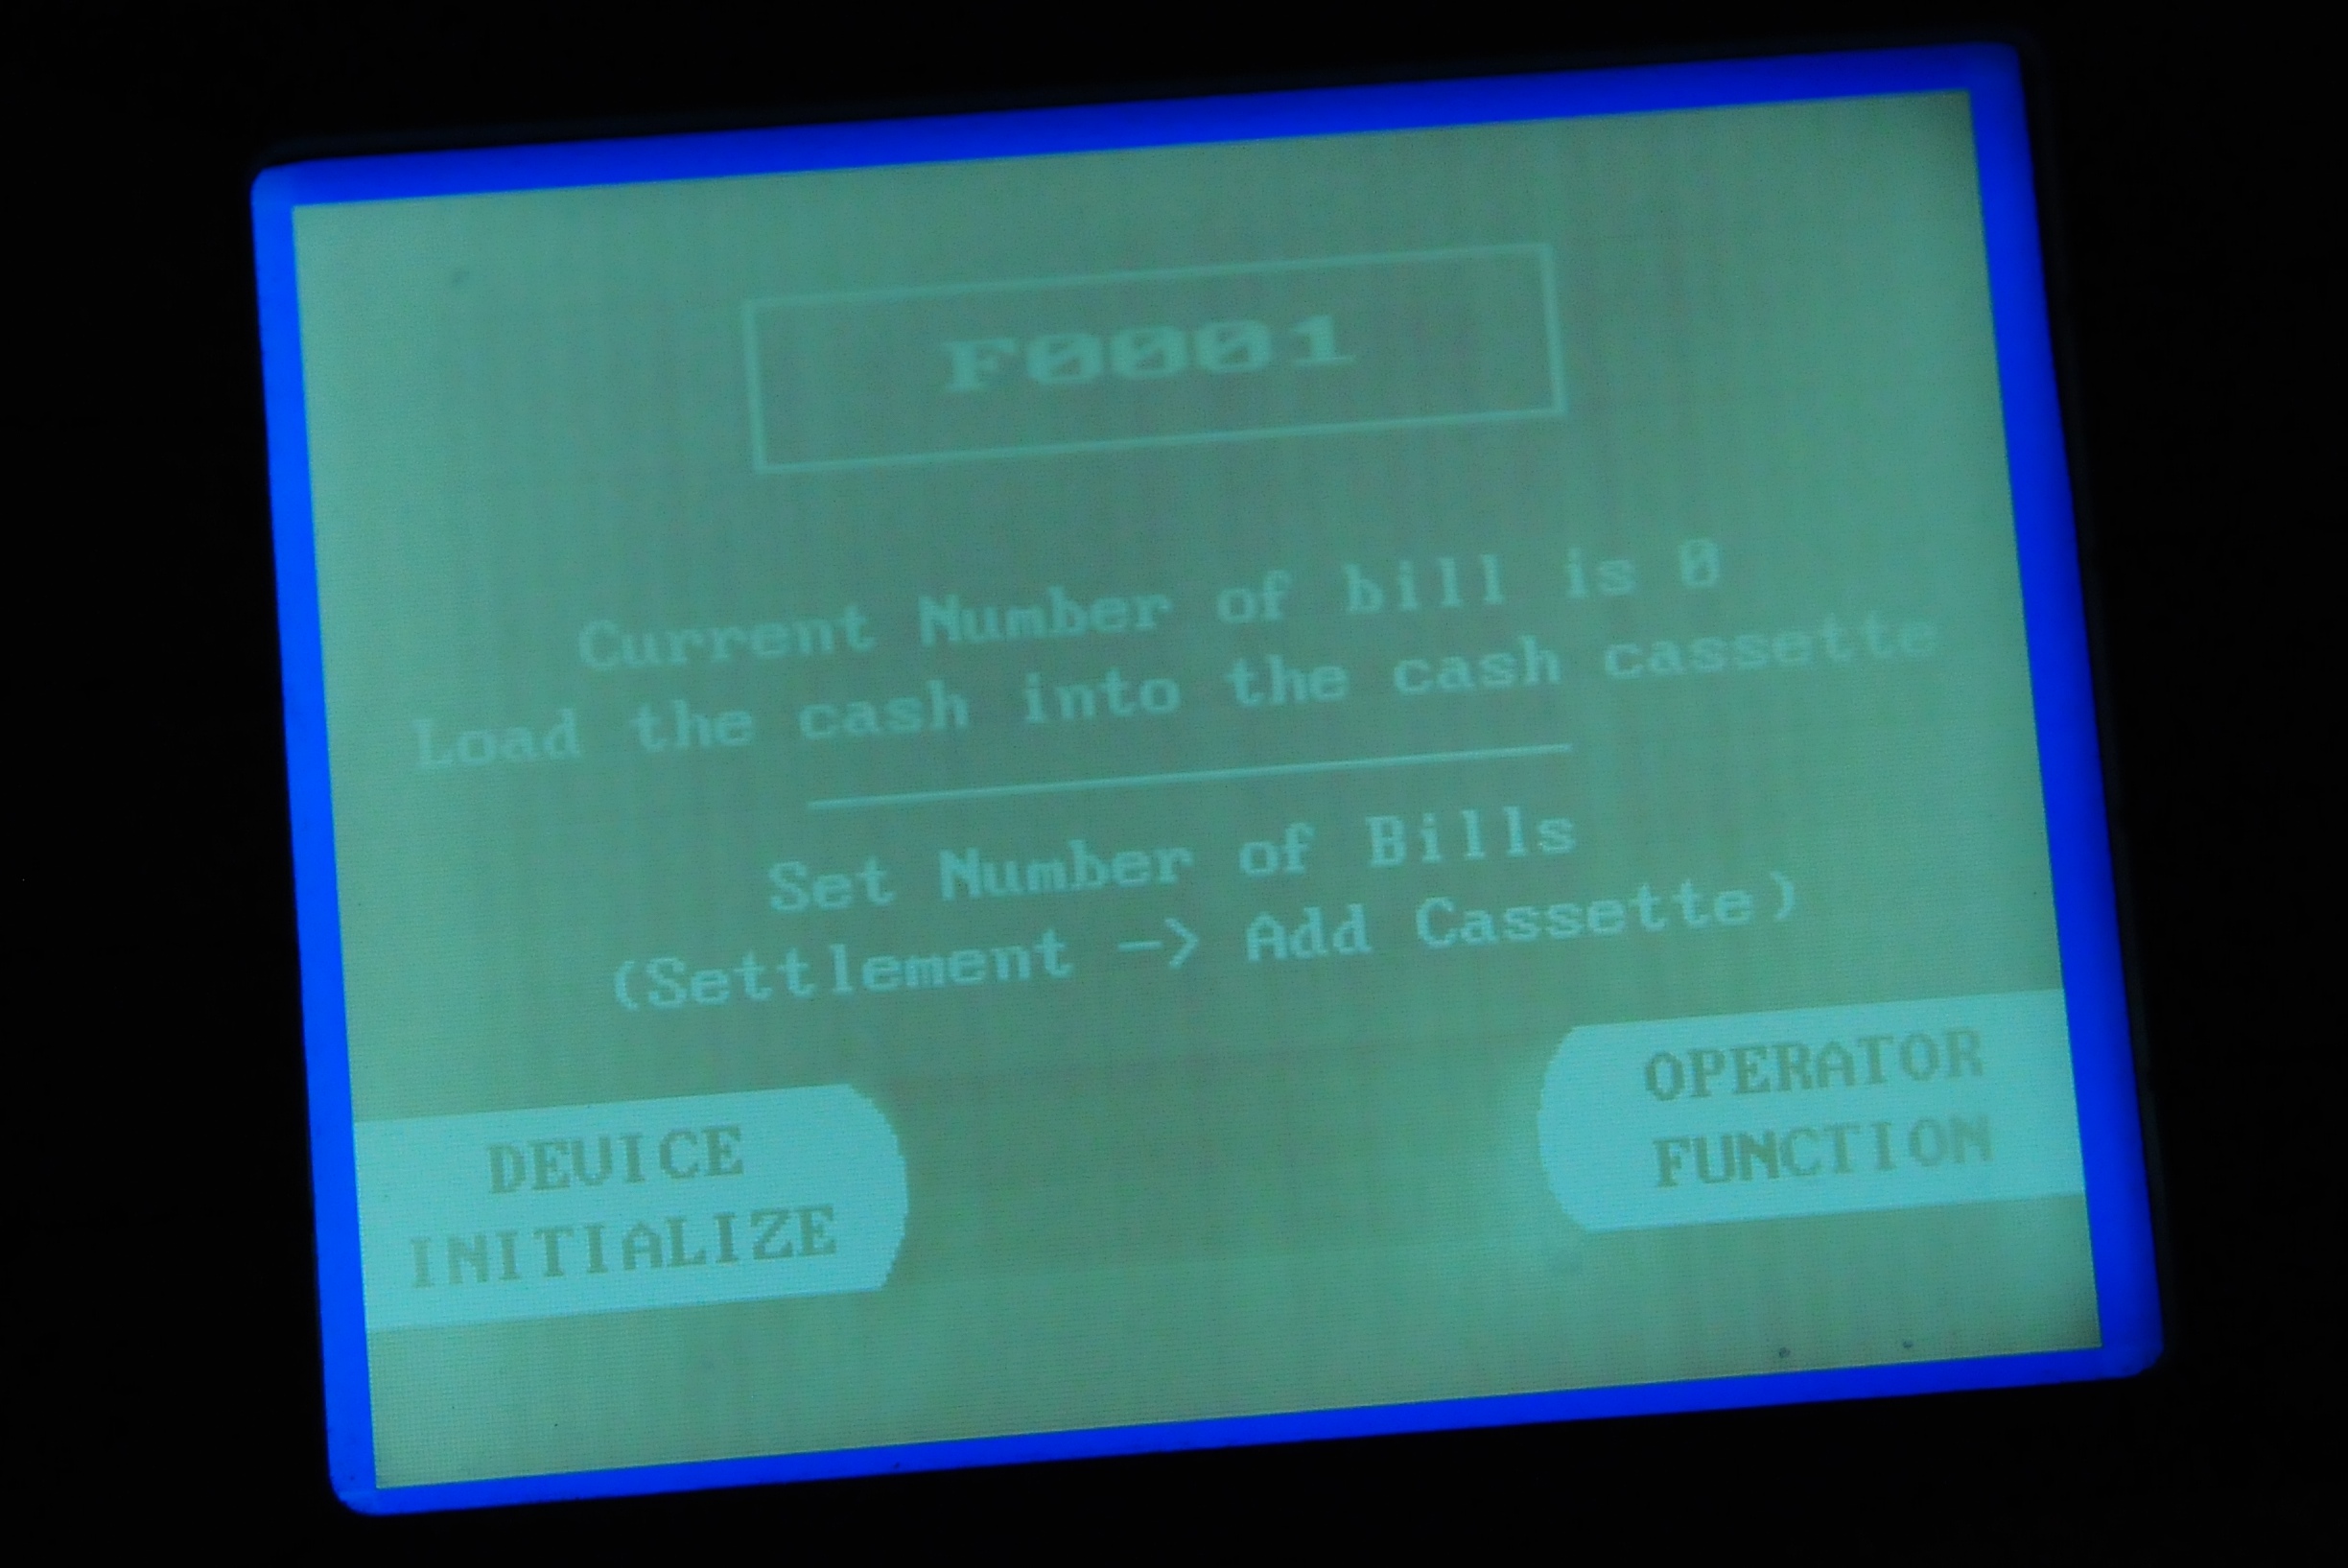 F0001
Current Number of bill is 0
Load the cash into the cash cassette
Set Number of Bills
(Settlement -> Add Cassette)
DEVICE
INITIALIZE
OPERATOR
FUNCTION